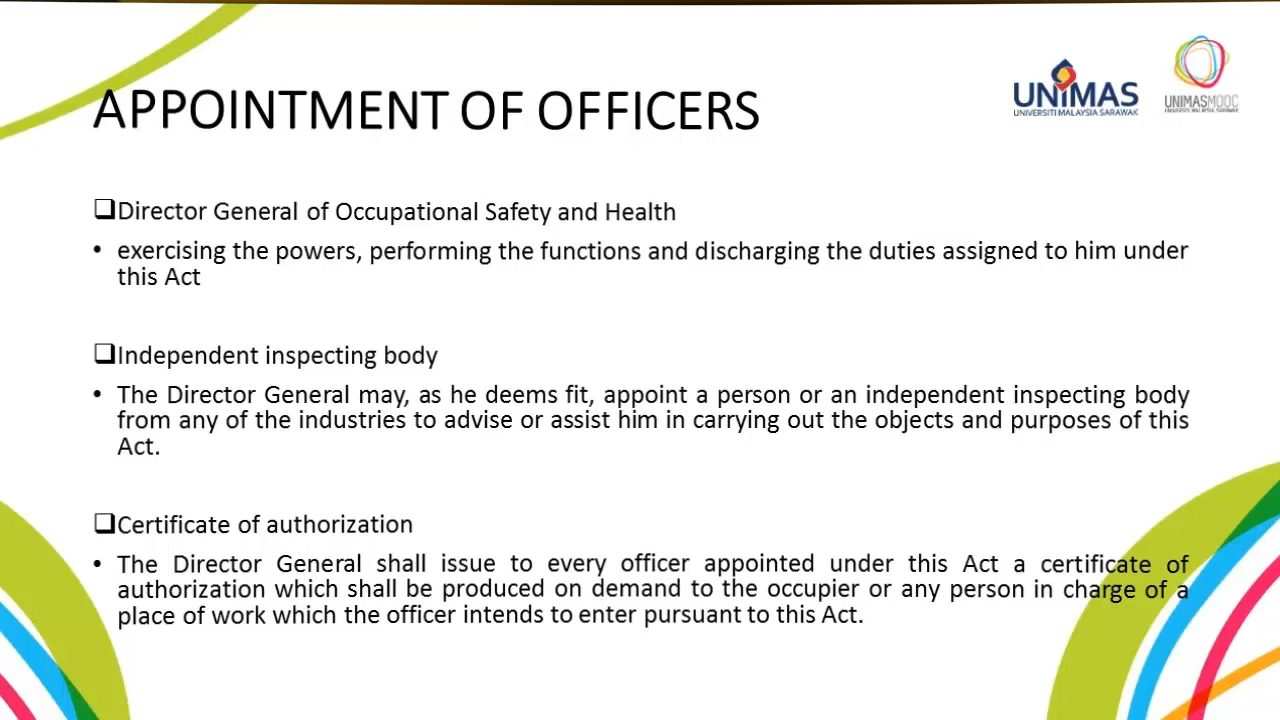 UNIMAS
UNIVERSITI MALAYSIA SARAWAK
UNIMASMOOC
UNIVERSITI MALAYSIA SARAWAK
APPOINTMENT OF OFFICERS
❑Director General of Occupational Safety and Health
• exercising the powers, performing the functions and discharging the duties assigned to him under
this Act
❑Independent inspecting body
• The Director General may, as he deems fit, appoint a person or an independent inspecting body
from any of the industries to advise or assist him in carrying out the objects and purposes of this
Act.
❑Certificate of authorization
• The Director General shall issue to every officer appointed under this Act a certificate of
authorization which shall be produced on demand to the occupier or any person in charge of a
place of work which the officer intends to enter pursuant to this Act.